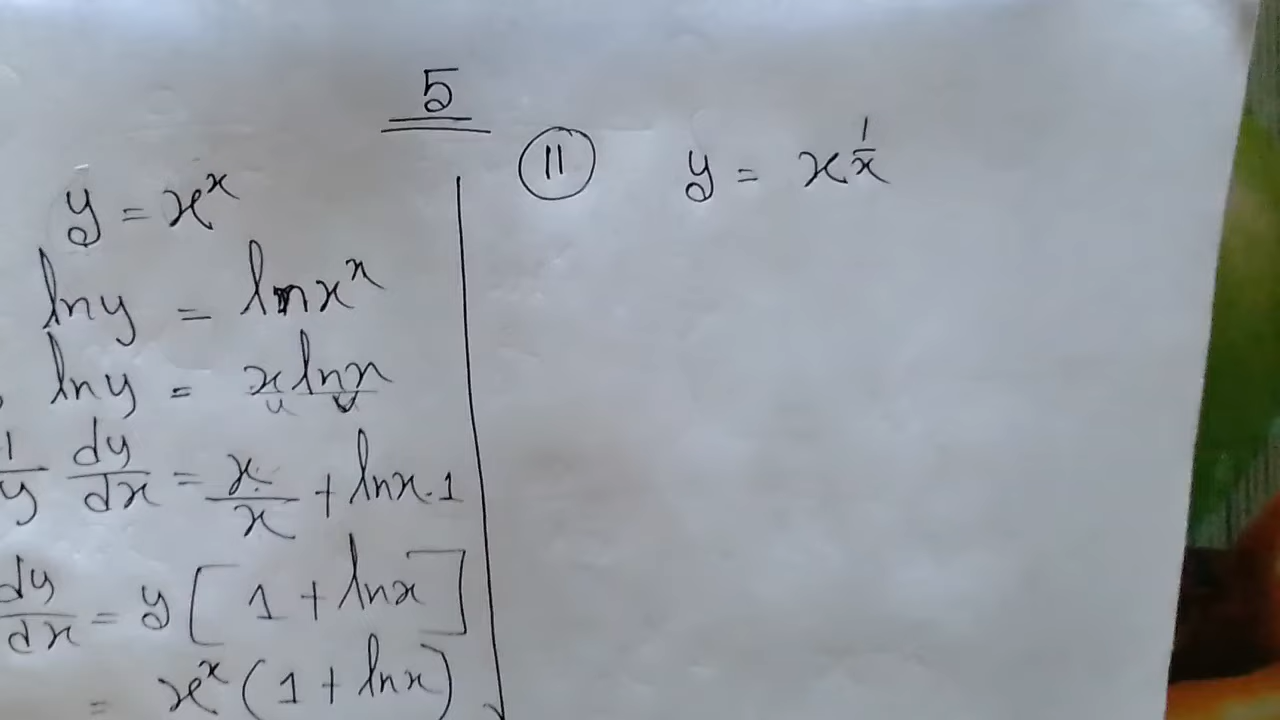 5
y = x^x
ln y = ln x^x
ln y = x ln x
u v
1/y dy/dx = x/x + ln x . 1
dy/dx = y [ 1 + ln x ]
= x^x ( 1 + ln x )
11 y = x^(1/x)